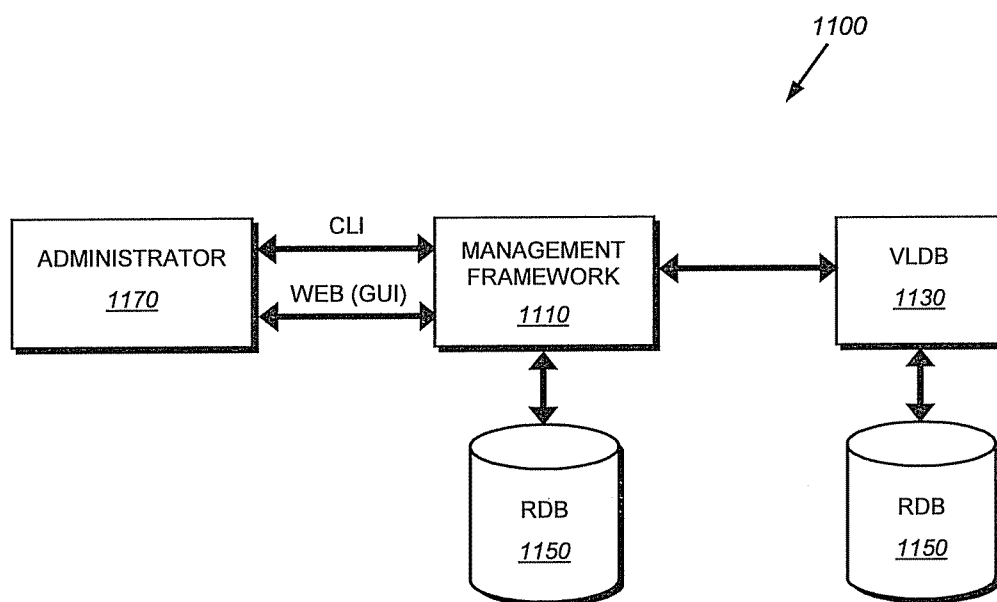 1100
ADMINISTRATOR
1170
CLI
WEB (GUI)
MANAGEMENT
FRAMEWORK
1110
VLDB
1130
RDB
1150
RDB
1150